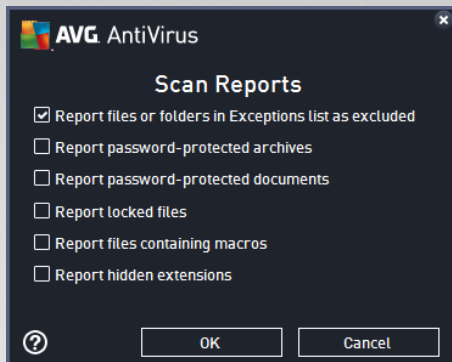 AVG. AntiVirus
Scan Reports
Report files or folders in Exceptions list as excluded
Report password-protected archives
Report password-protected documents
Report locked files
Report files containing macros
Report hidden extensions
? OK Cancel